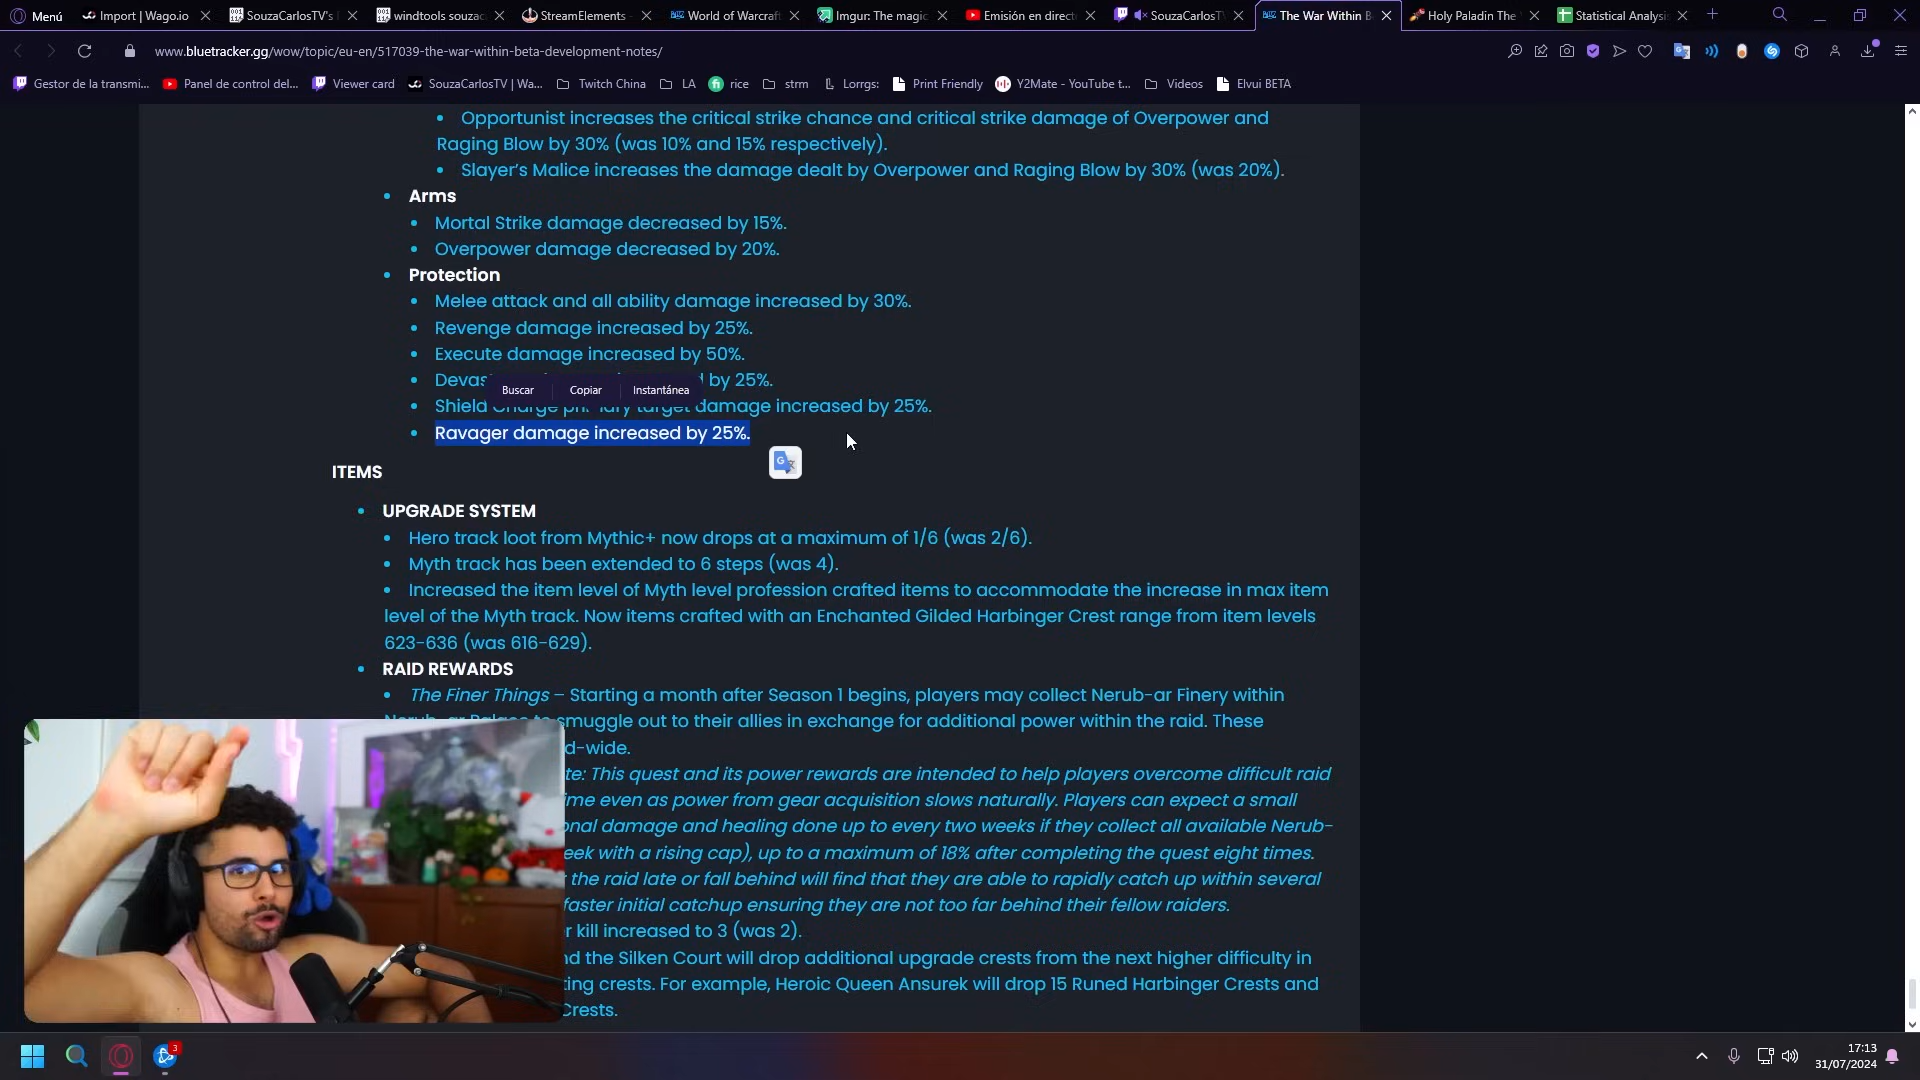 Menú
Import | Wago.io
SouzaCarlosTV's
windtools souzac
StreamElements
World of Warcraft
Imgur: The magic
Emisión en direct
SouzaCarlosTV
The War Within B
Holy Paladin The
Statistical Analysis
www.bluetracker.gg/wow/topic/eu-en/517039-the-war-within-beta-development-notes/
Gestor de la transmi...
Panel de control del...
Viewer card
SouzaCarlosTV | Wa...
Twitch China
LA
rice
strm
Lorrgs:
Print Friendly
Y2Mate - YouTube t...
Videos
Elvui BETA
Opportunist increases the critical strike chance and critical strike damage of Overpower and
Raging Blow by 30% (was 10% and 15% respectively).
Slayer's Malice increases the damage dealt by Overpower and Raging Blow by 30% (was 20%).
Arms
Mortal Strike damage decreased by 15%.
Overpower damage decreased by 20%.
Protection
Melee attack and all ability damage increased by 30%.
Revenge damage increased by 25%.
Execute damage increased by 50%.
Devas by 25%.
Buscar Copiar Instantánea
Shield Charge primary target damage increased by 25%.
Ravager damage increased by 25%.
ITEMS
UPGRADE SYSTEM
Hero track loot from Mythic+ now drops at a maximum of 1/6 (was 2/6).
Myth track has been extended to 6 steps (was 4).
Increased the item level of Myth level profession crafted items to accommodate the increase in max item
level of the Myth track. Now items crafted with an Enchanted Gilded Harbinger Crest range from item levels
623-636 (was 616-629).
RAID REWARDS
The Finer Things – Starting a month after Season 1 begins, players may collect Nerub-ar Finery within
Nerub-ar Palace to smuggle out to their allies in exchange for additional power within the raid. These
d-wide.
te: This quest and its power rewards are intended to help players overcome difficult raid
ime even as power from gear acquisition slows naturally. Players can expect a small
onal damage and healing done up to every two weeks if they collect all available Nerub-
eek with a rising cap), up to a maximum of 18% after completing the quest eight times.
t the raid late or fall behind will find that they are able to rapidly catch up within several
faster initial catchup ensuring they are not too far behind their fellow raiders.
r kill increased to 3 (was 2).
nd the Silken Court will drop additional upgrade crests from the next higher difficulty in
ting crests. For example, Heroic Queen Ansurek will drop 15 Runed Harbinger Crests and
Crests.
3
17:13
31/07/2024